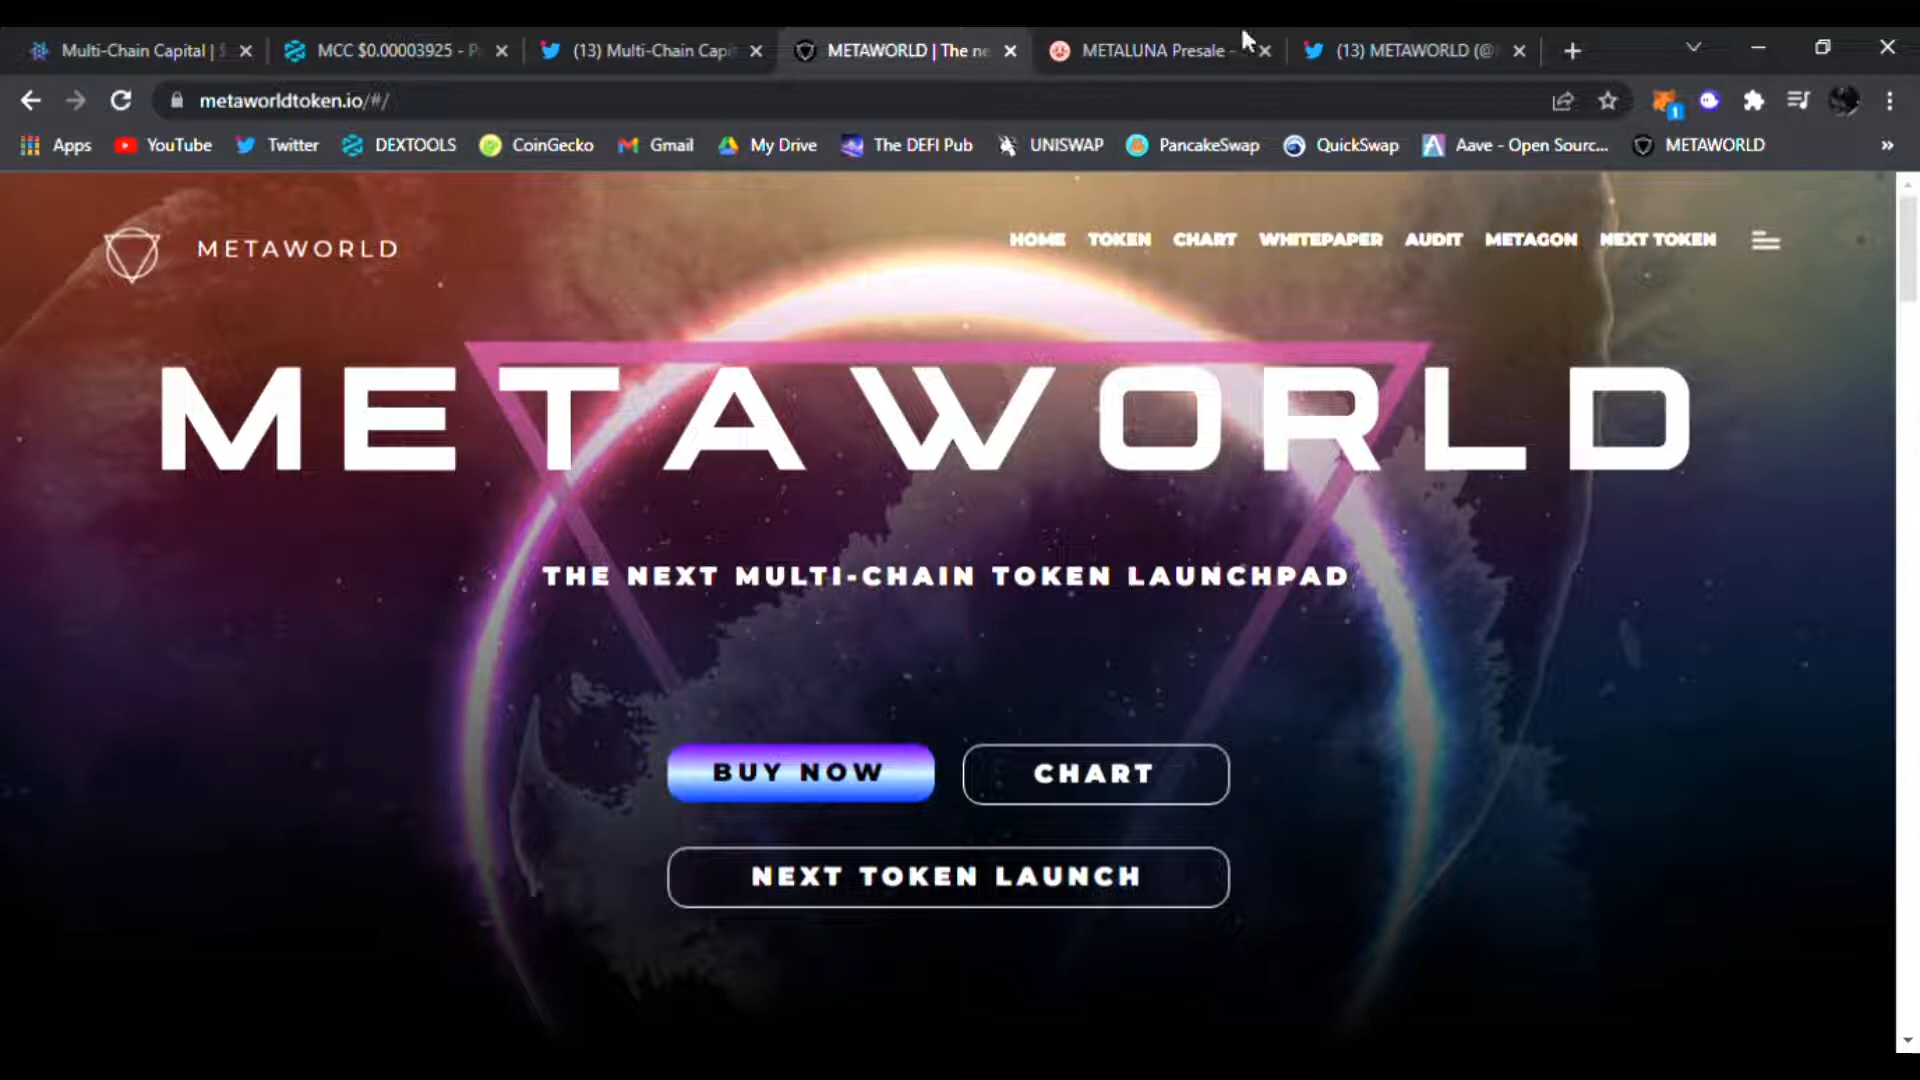 Multi-Chain Capital | $
MCC $0.00003925 - P
(13) Multi-Chain Capi
METAWORLD | The ne
METALUNA Presale -
(13) METAWORLD (@
metaworldtoken.io/#/
1
Apps
YouTube
Twitter
DEXTOOLS
CoinGecko
Gmail
My Drive
The DEFI Pub
UNISWAP
PancakeSwap
QuickSwap
Aave - Open Sourc...
METAWORLD
»
METAWORLD
HOME
TOKEN
CHART
WHITEPAPER
AUDIT
METAGON
NEXT TOKEN
METAWORLD
THE NEXT MULTI-CHAIN TOKEN LAUNCHPAD
BUY NOW
CHART
NEXT TOKEN LAUNCH